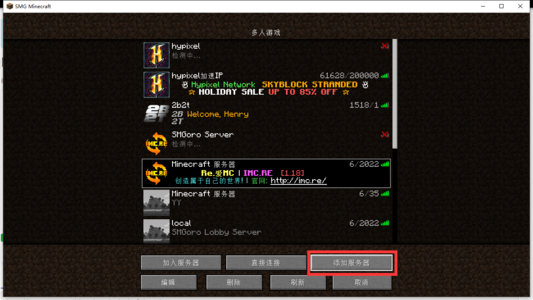 SMG Minecraft
多人游戏
hypixel
检测中...
hypixel加速IP 61628/200000
Hypixel Network SKYBLOCK STRANDED
☆ HOLIDAY SALE UP TO 85% OFF ☆
2b2t 1518/1
2B Welcome, Henry
2T
SMGoro Server
检测中...
Minecraft 服务器 6/2022
Re.爱MC | IMC.RE [1.18]
创造属于自己的世界! | 官网: http://imc.re/
Minecraft 服务器 6/35
YY
local 6/2022
SMGoro Lobby Server
加入服务器 直接连接 添加服务器
编辑 删除 刷新 取消